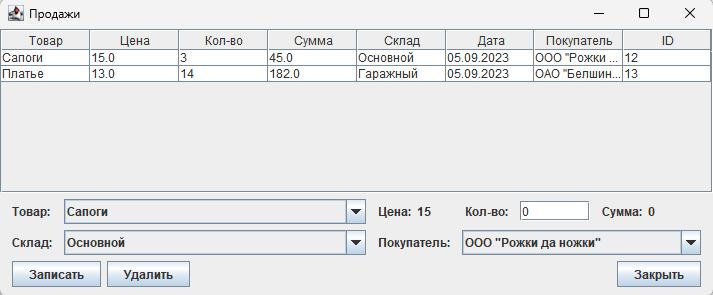 Продажи
Товар Цена Кол-во Сумма Склад Дата Покупатель ID
Сапоги 15.0 3 45.0 Основной 05.09.2023 ООО "Рожки ... 12
Платье 13.0 14 182.0 Гаражный 05.09.2023 ОАО "Белшин... 13
Товар: Сапоги Цена: 15 Кол-во: 0 Сумма: 0
Склад: Основной Покупатель: ООО "Рожки да ножки"
Записать Удалить Закрыть